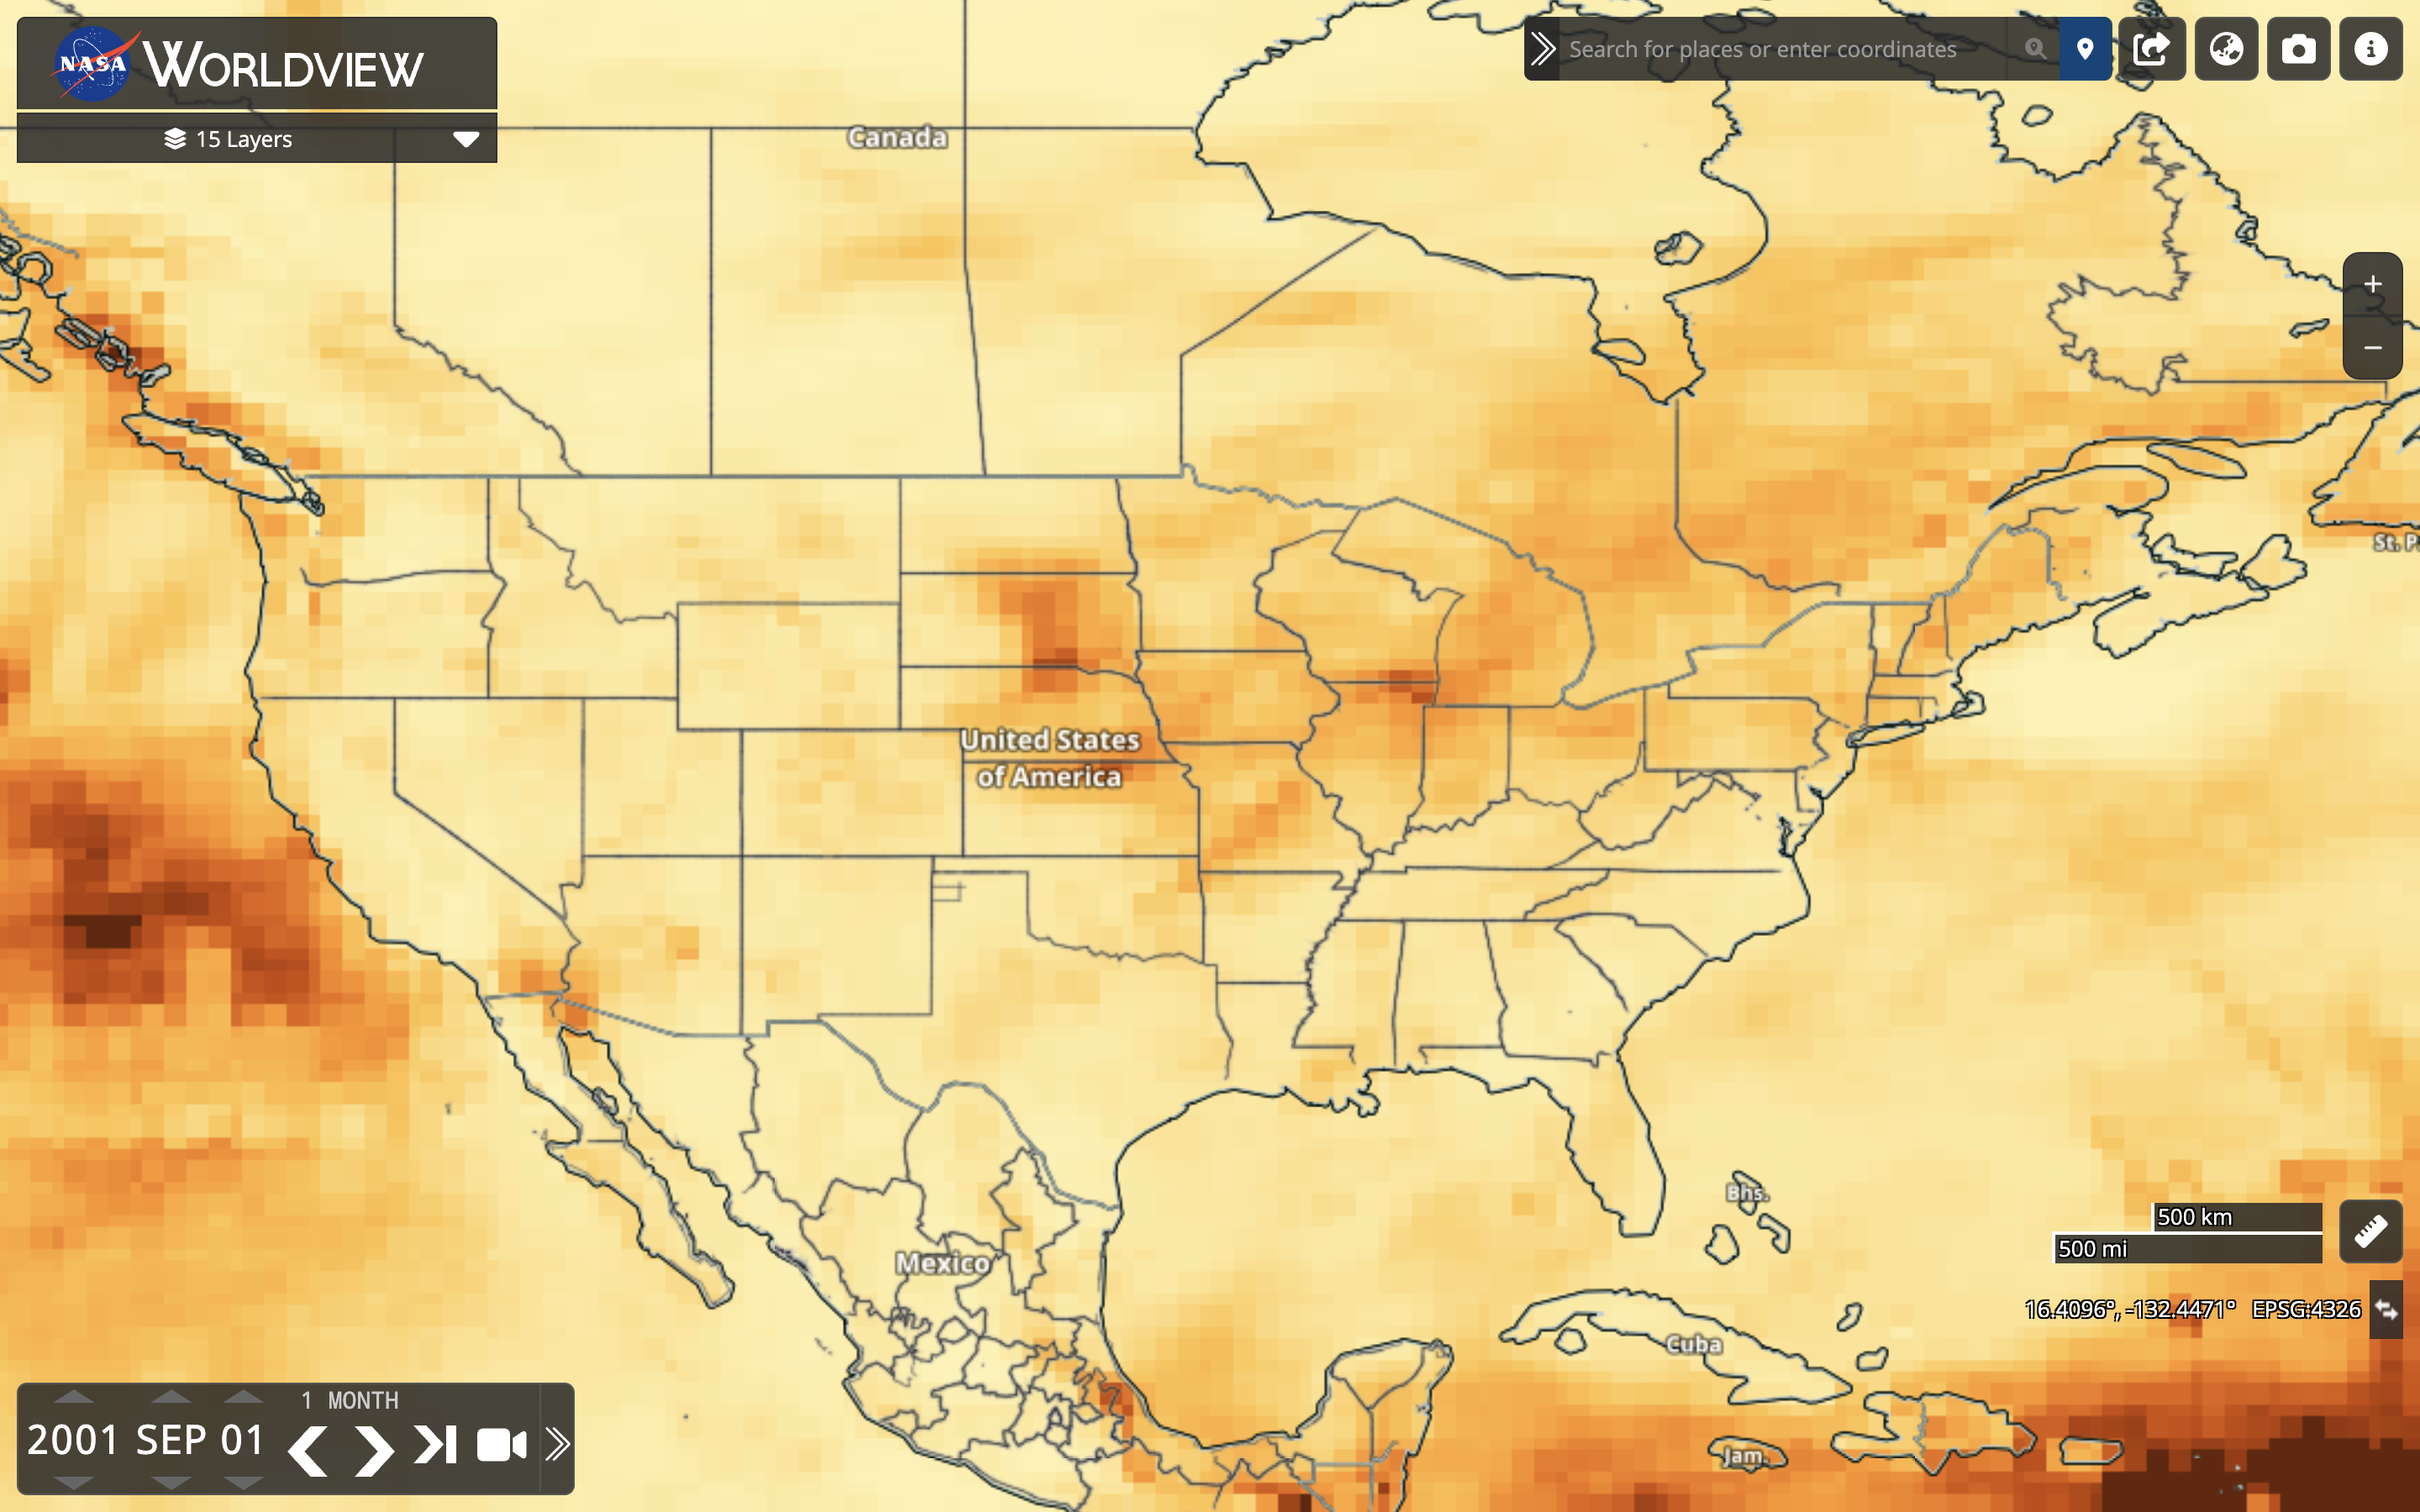 NASA WORLDVIEW
15 Layers
Search for places or enter coordinates
Canada
+
−
St. P
United States
of America
Bhs.
500 km
500 mi
Mexico
16.4096°, -132.4471° EPSG:4326
Cuba
Jam.
1 MONTH
2001 SEP 01